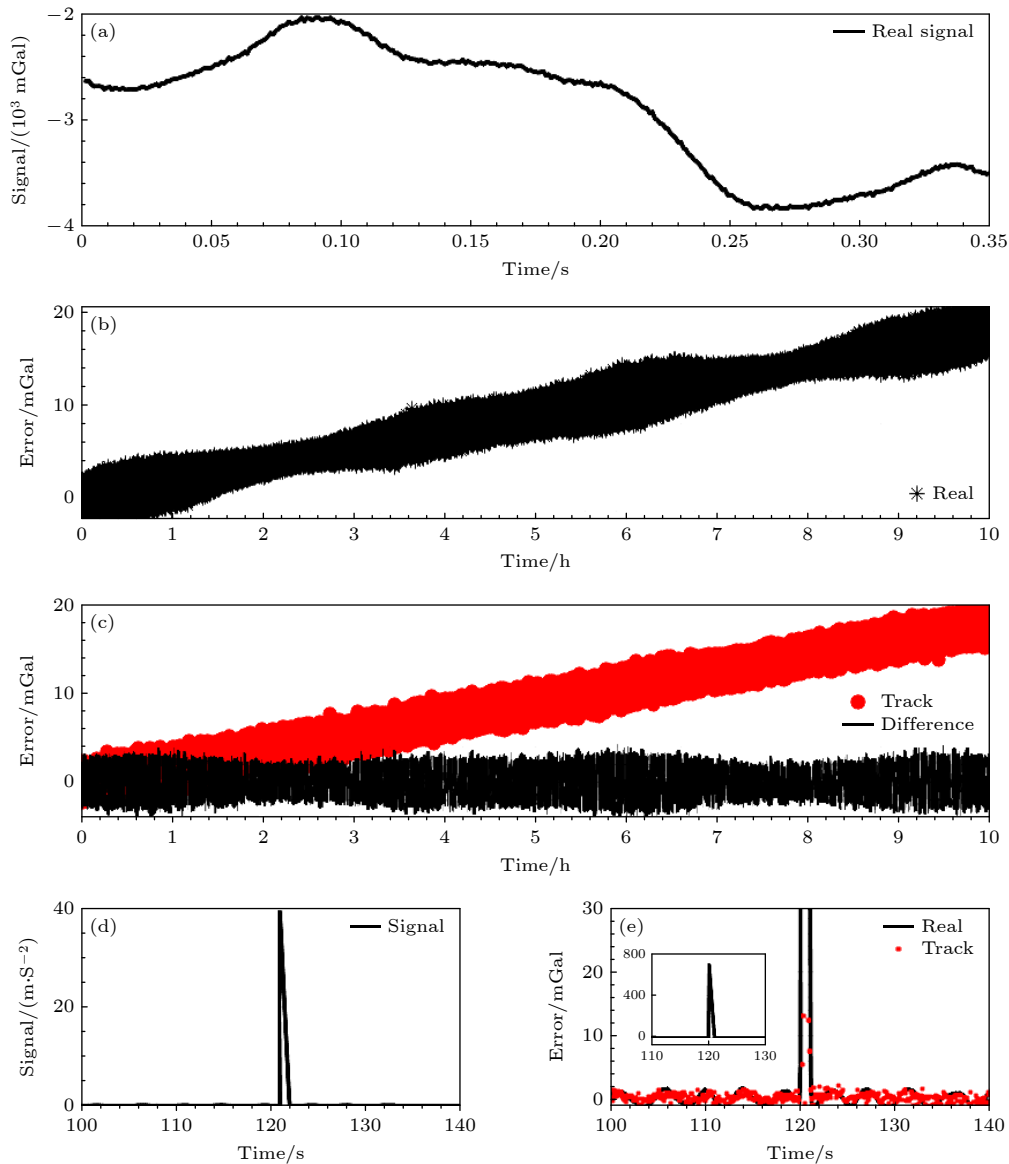 (a)
Real signal
Signal/(10³ mGal)
−2
−3
−4
0 0.05 0.10 0.15 0.20 0.25 0.30 0.35
Time/s
(b)
Real
Error/mGal
20
10
0
0 1 2 3 4 5 6 7 8 9 10
Time/h
(c)
Track
Difference
Error/mGal
20
10
0
0 1 2 3 4 5 6 7 8 9 10
Time/h
(d)
Signal
Signal/(m·S⁻²)
40
20
0
100 110 120 130 140
Time/s
(e)
Real
Track
Error/mGal
30
20
10
0
800
400
0
110 120 130
100 110 120 130 140
Time/s